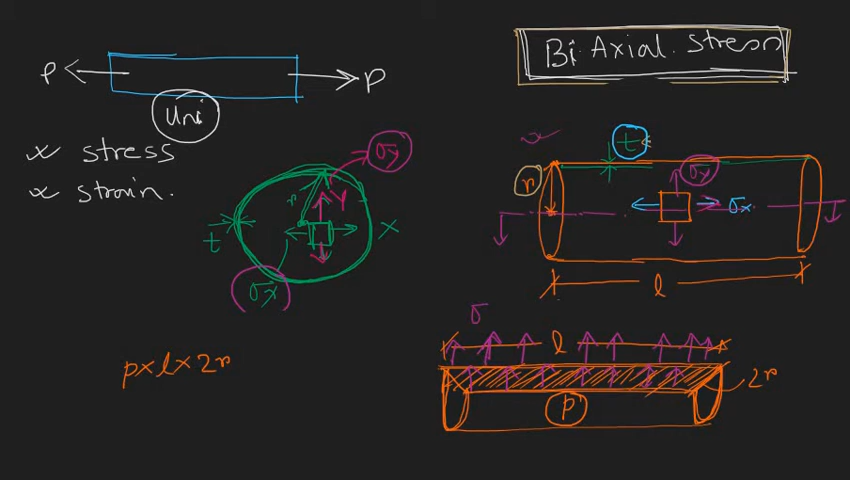 Bi Axial. Stress
P
P
Uni
x stress
x strain.
σy
r
Y
t
X
σx
t
r
σy
σx.
l
σ
l
p
2r
p×l×2r